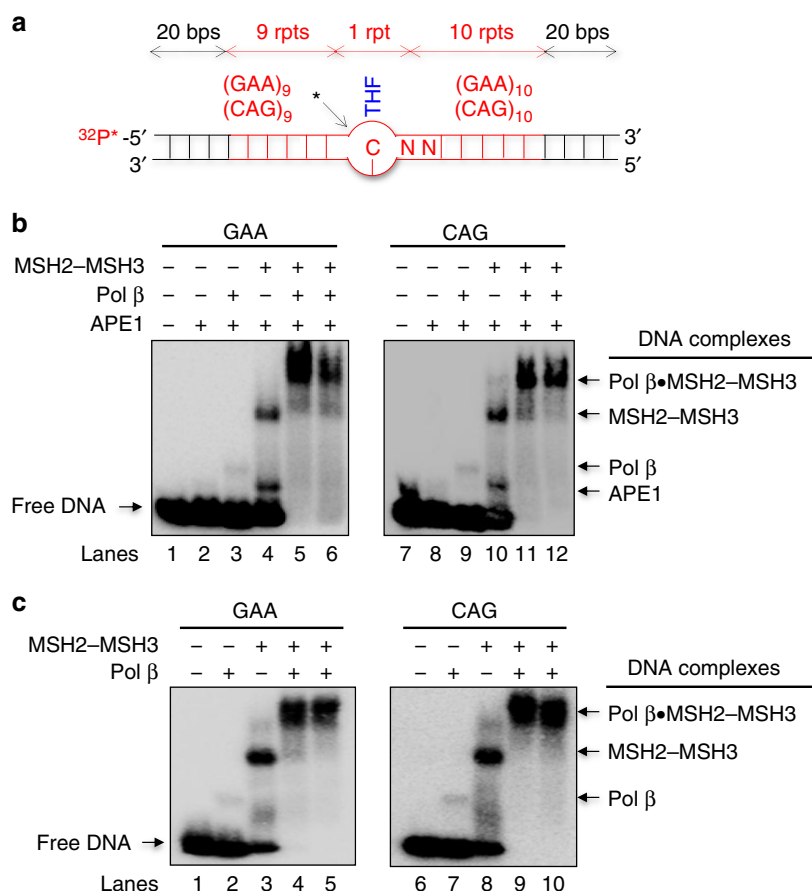 a
20 bps 9 rpts 1 rpt 10 rpts 20 bps
(GAA)9 THF (GAA)10
(CAG)9 * (CAG)10
32P* -5′ C N N 3′
3′ 5′
b
GAA CAG
MSH2–MSH3 – – – + + + – – – + + +
Pol β – – + – + + – – + – + +
APE1 – + + + + + – + + + + +
DNA complexes
Pol β•MSH2–MSH3
MSH2–MSH3
Pol β
APE1
Free DNA
Lanes 1 2 3 4 5 6 7 8 9 10 11 12
c
GAA CAG
MSH2–MSH3 – – + + + – – + + +
Pol β – + – + + – + – + +
DNA complexes
Pol β•MSH2–MSH3
MSH2–MSH3
Pol β
Free DNA
Lanes 1 2 3 4 5 6 7 8 9 10